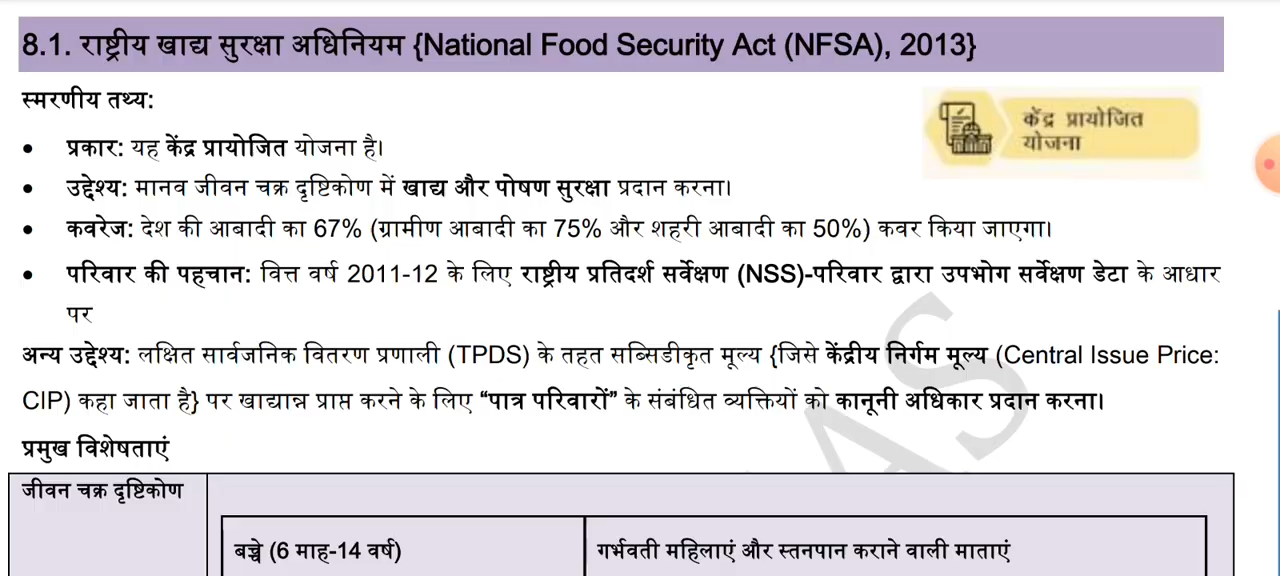 8.1. राष्ट्रीय खाद्य सुरक्षा अधिनियम {National Food Security Act (NFSA), 2013}
स्मरणीय तथ्य:
केंद्र प्रायोजित
योजना
• प्रकार: यह केंद्र प्रायोजित योजना है।
• उद्देश्य: मानव जीवन चक्र दृष्टिकोण में खाद्य और पोषण सुरक्षा प्रदान करना।
• कवरेज: देश की आबादी का 67% (ग्रामीण आबादी का 75% और शहरी आबादी का 50%) कवर किया जाएगा।
• परिवार की पहचान: वित्त वर्ष 2011-12 के लिए राष्ट्रीय प्रतिदर्श सर्वेक्षण (NSS)-परिवार द्वारा उपभोग सर्वेक्षण डेटा के आधार
पर
अन्य उद्देश्य: लक्षित सार्वजनिक वितरण प्रणाली (TPDS) के तहत सब्सिडीकृत मूल्य {जिसे केंद्रीय निर्गम मूल्य (Central Issue Price:
CIP) कहा जाता है} पर खाद्यान्न प्राप्त करने के लिए “पात्र परिवारों” के संबंधित व्यक्तियों को कानूनी अधिकार प्रदान करना।
प्रमुख विशेषताएं
जीवन चक्र दृष्टिकोण
बच्चे (6 माह-14 वर्ष)
गर्भवती महिलाएं और स्तनपान कराने वाली माताएं
AS